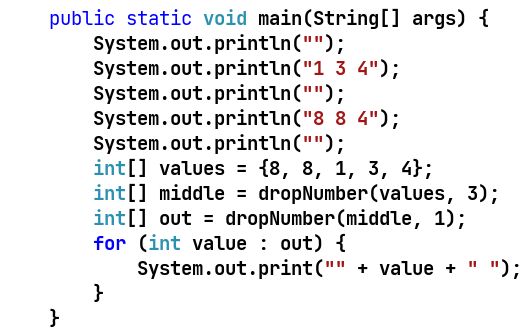 public static void main(String[] args) {
System.out.println("");
System.out.println("1 3 4");
System.out.println("");
System.out.println("8 8 4");
System.out.println("");
int[] values = {8, 8, 1, 3, 4};
int[] middle = dropNumber(values, 3);
int[] out = dropNumber(middle, 1);
for (int value : out) {
System.out.print("" + value + " ");
}
}